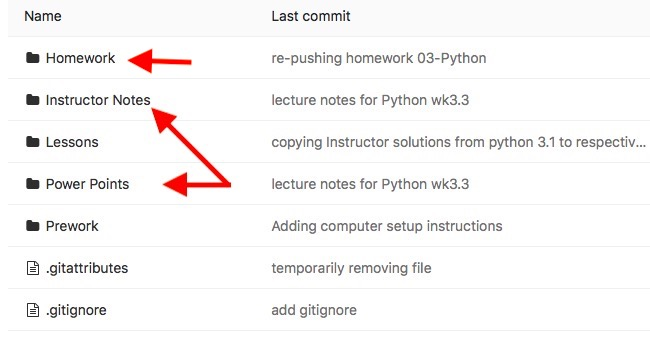 Name Last commit
Homework re-pushing homework 03-Python
Instructor Notes lecture notes for Python wk3.3
Lessons copying Instructor solutions from python 3.1 to respectiv...
Power Points lecture notes for Python wk3.3
Prework Adding computer setup instructions
.gitattributes temporarily removing file
.gitignore add gitignore